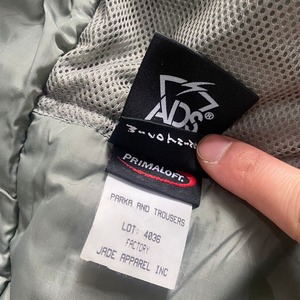 ADS®
PRIMALOFT®
PARKA AND TROUSERS
LOT: 4036
FACTORY
JADE APPAREL INC